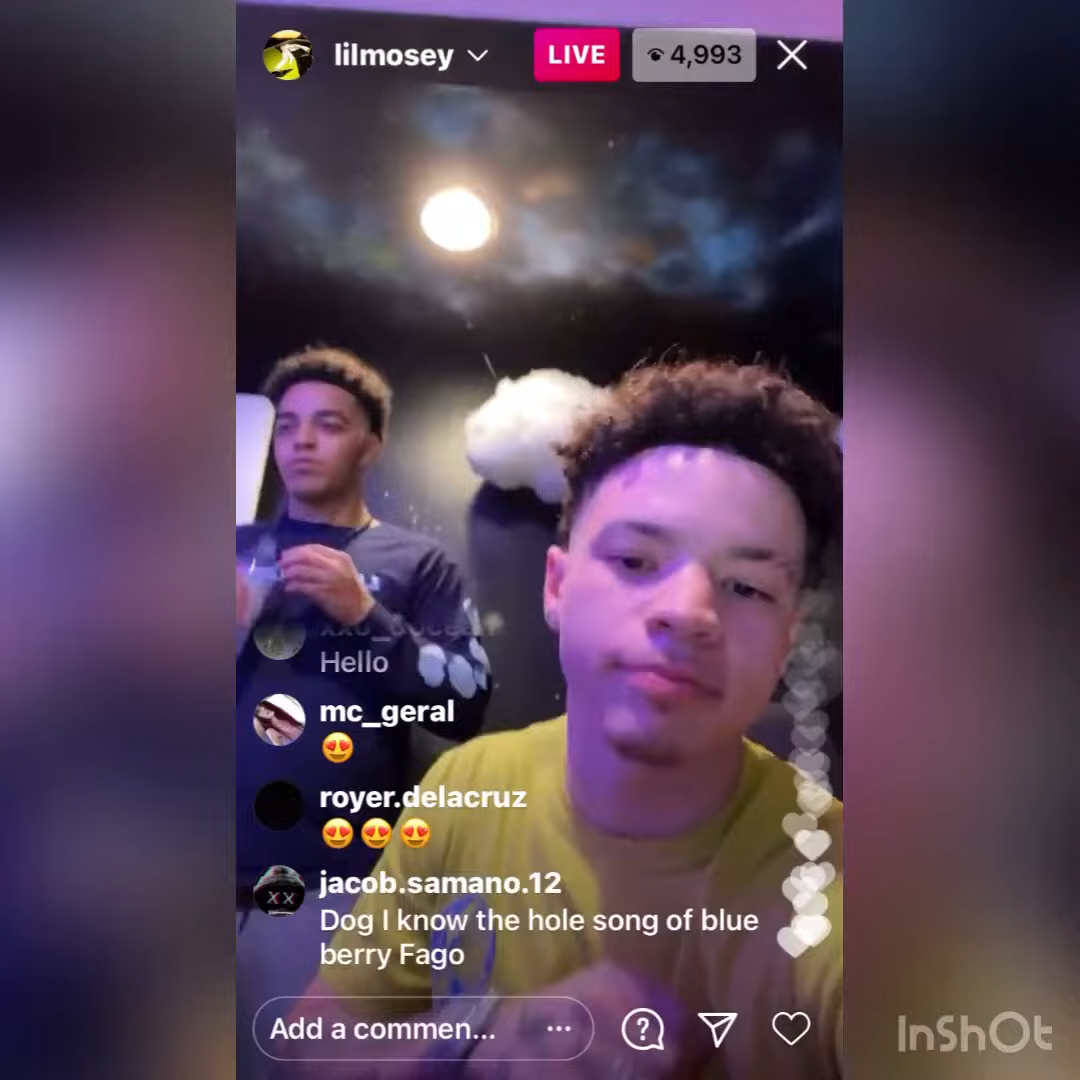 lilmosey
LIVE
4,993
Hello
mc_geral
😍
royer.delacruz
😍😍😍
jacob.samano.12
XX
Dog I know the hole song of blue
berry Fago
Add a commen...
InShOt